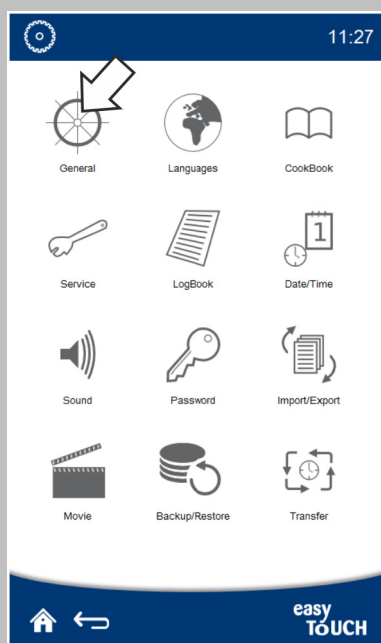 11:27
General
Languages
CookBook
1
Service
LogBook
Date/Time
Sound
Password
Import/Export
Movie
Backup/Restore
Transfer
easy
TOUCH